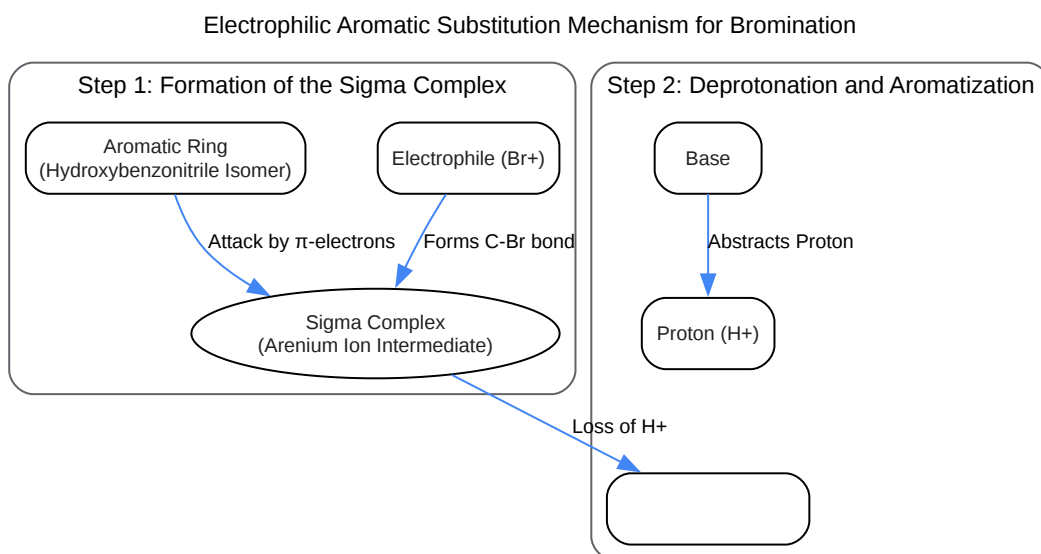 Electrophilic Aromatic Substitution Mechanism for Bromination
Step 1: Formation of the Sigma Complex
Aromatic Ring
(Hydroxybenzonitrile Isomer)
Electrophile (Br+)
Attack by π-electrons
Forms C-Br bond
Sigma Complex
(Arenium Ion Intermediate)
Step 2: Deprotonation and Aromatization
Base
Abstracts Proton
Proton (H+)
Loss of H+